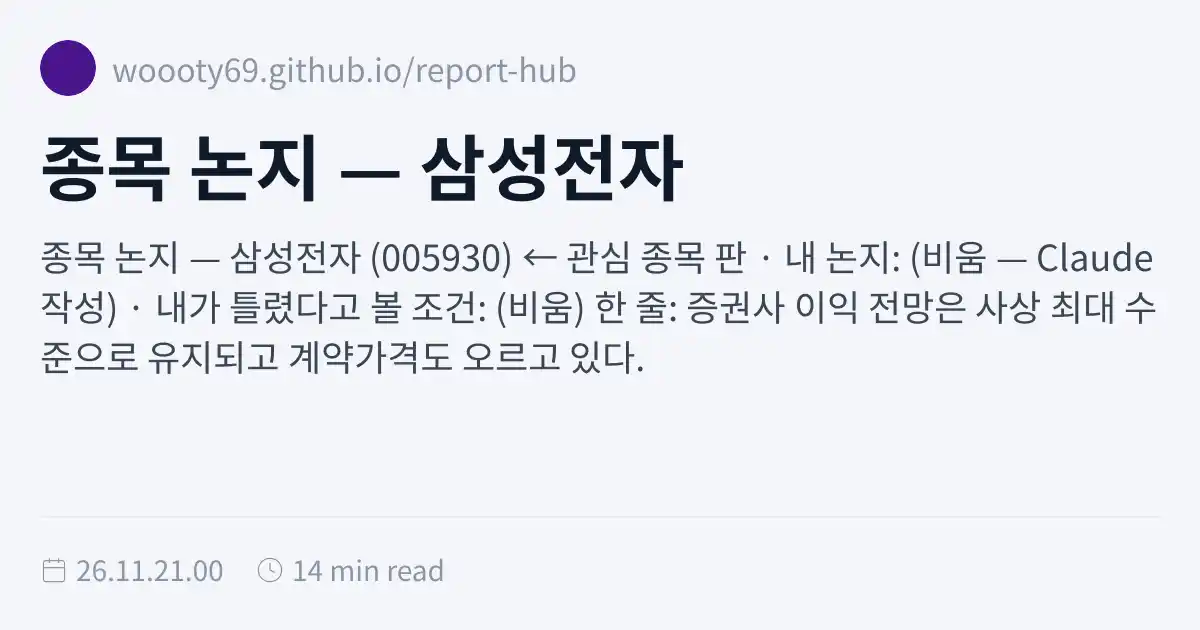 woooty69.github.io/report-hub
종목 논지 — 삼성전자
종목 논지 — 삼성전자 (005930) ← 관심 종목 판 · 내 논지: (비움 — Claude
작성) · 내가 틀렸다고 볼 조건: (비움) 한 줄: 증권사 이익 전망은 사상 최대 수
준으로 유지되고 계약가격도 오르고 있다.
26.11.21.00
14 min read